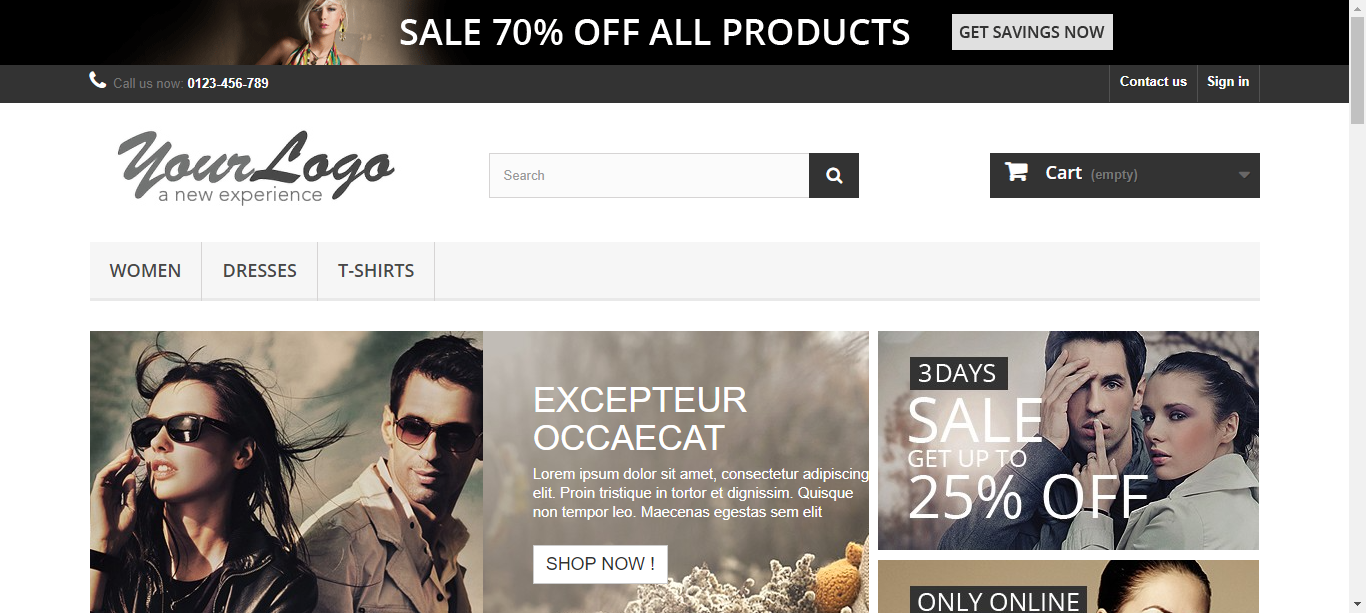 SALE 70% OFF ALL PRODUCTS
GET SAVINGS NOW
Call us now: 0123-456-789
Contact us
Sign in
YourLogo
a new experience
Search
Cart (empty)
WOMEN
DRESSES
T-SHIRTS
EXCEPTEUR
OCCAECAT
Lorem ipsum dolor sit amet, consectetur adipiscing
elit. Proin tristique in tortor et dignissim. Quisque
non tempor leo. Maecenas egestas sem elit
SHOP NOW !
3 DAYS
SALE
GET UP TO
25% OFF
ONLY ONLINE